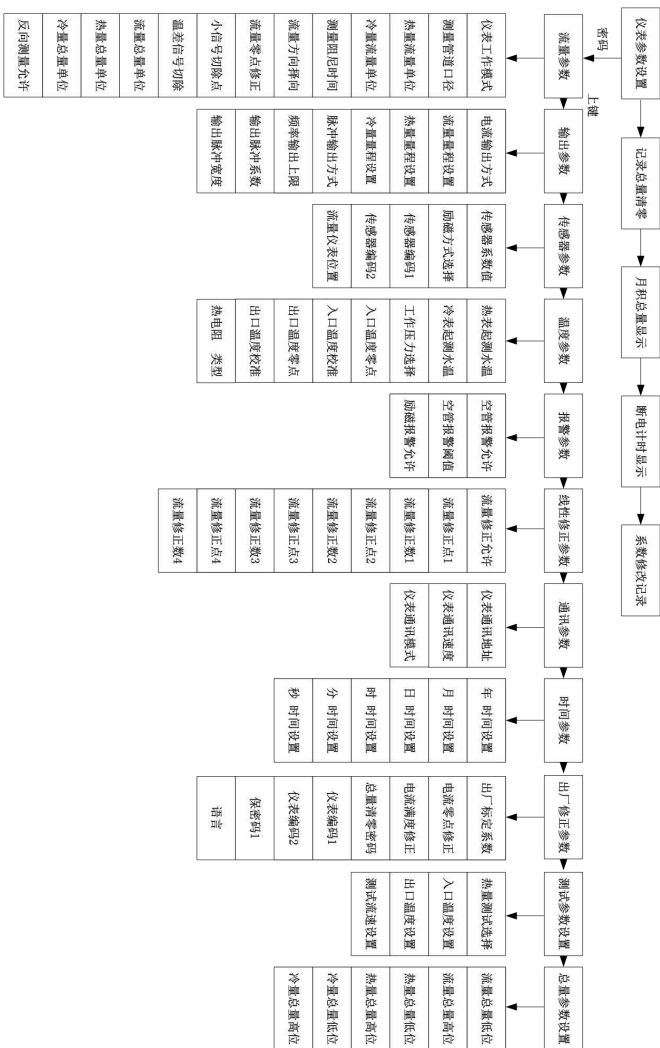 仪表参数设置
记录总量清零
月积总量显示
断电计时显示
系数修改记录
密码
上键
流量参数
仪表工作模式
测量管道口径
热量流量单位
冷量流量单位
测量阻尼时间
流量方向择向
流量零点修正
小信号切除点
温差信号切除
流量总量单位
热量总量单位
冷量总量单位
反向测量允许
输出参数
电流输出方式
流量量程设置
热量量程设置
冷量量程设置
脉冲输出方式
频率输出上限
输出脉冲系数
输出脉冲宽度
传感器参数
传感器系数值
励磁方式选择
传感器编码1
传感器编码2
流量仪表位置
温度参数
热表起测水温
冷表起测水温
工作压力选择
入口温度零点
入口温度校准
出口温度零点
出口温度校准
热电阻 类型
报警参数
空管报警允许
空管报警阈值
励磁报警允许
线性修正参数
流量修正允许
流量修正点1
流量修正数1
流量修正点2
流量修正数2
流量修正点3
流量修正数3
流量修正点4
流量修正数4
通讯参数
仪表通讯地址
仪表通讯速度
仪表通讯模式
时间参数
年 时间设置
月 时间设置
日 时间设置
时 时间设置
分 时间设置
秒 时间设置
出厂修正参数
出厂标定系数
电流零点修正
电流满度修正
总量清零密码
仪表编码1
仪表编码2
保密码1
语言
测试参数设置
热量测试选择
入口温度设置
出口温度设置
测试流速设置
总量参数设置
流量总量低位
流量总量高位
热量总量低位
热量总量高位
冷量总量低位
冷量总量高位